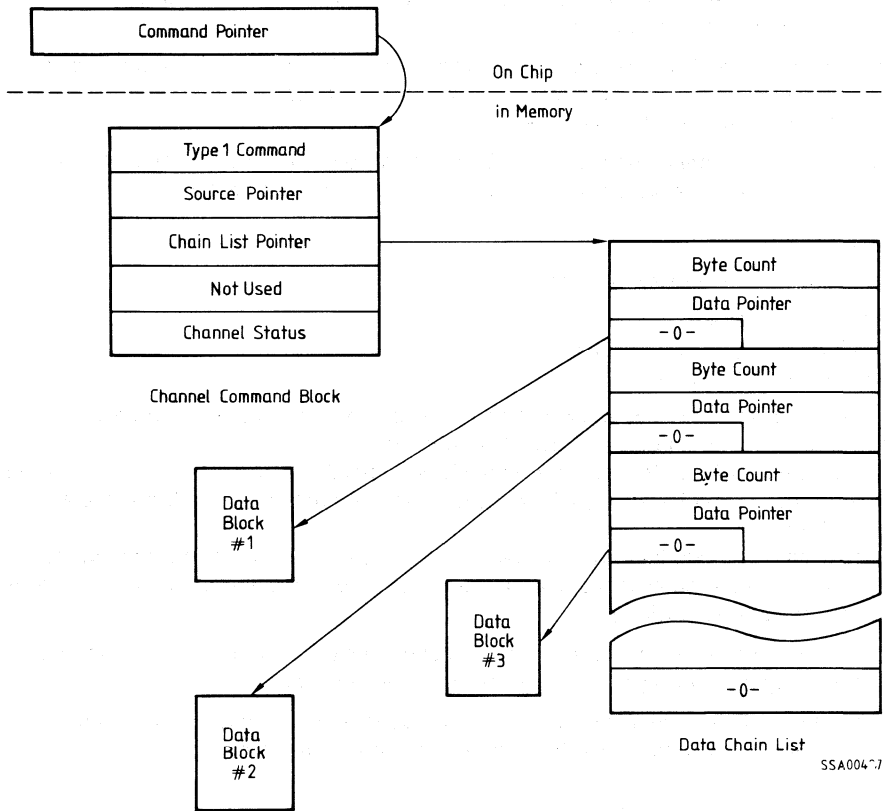 Command Pointer
On Chip
in Memory
Type 1 Command
Source Pointer
Chain List Pointer
Not Used
Channel Status
Channel Command Block
Byte Count
Data Pointer
-0-
Byte Count
Data Pointer
-0-
Byte Count
Data Pointer
-0-
-0-
Data Chain List
Data
Block
#1
Data
Block
#3
Data
Block
#2